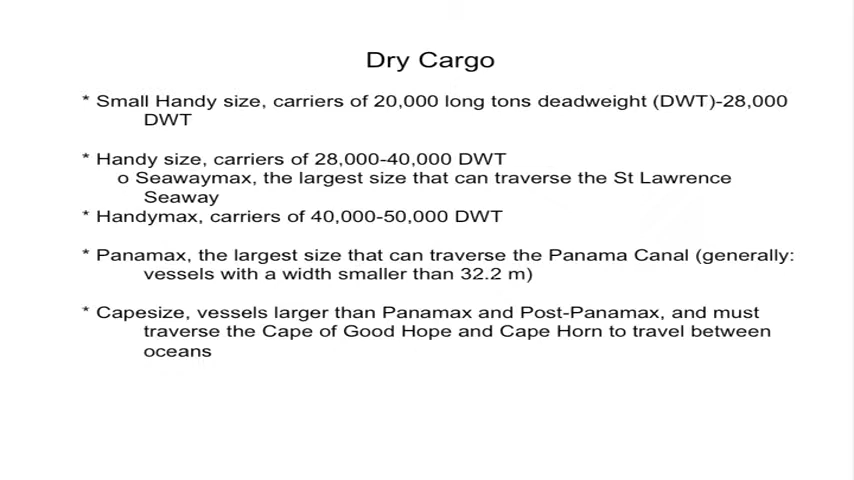 Dry Cargo
* Small Handy size, carriers of 20,000 long tons deadweight (DWT)-28,000
DWT
* Handy size, carriers of 28,000-40,000 DWT
o Seawaymax, the largest size that can traverse the St Lawrence
Seaway
* Handymax, carriers of 40,000-50,000 DWT
* Panamax, the largest size that can traverse the Panama Canal (generally:
vessels with a width smaller than 32.2 m)
* Capesize, vessels larger than Panamax and Post-Panamax, and must
traverse the Cape of Good Hope and Cape Horn to travel between
oceans